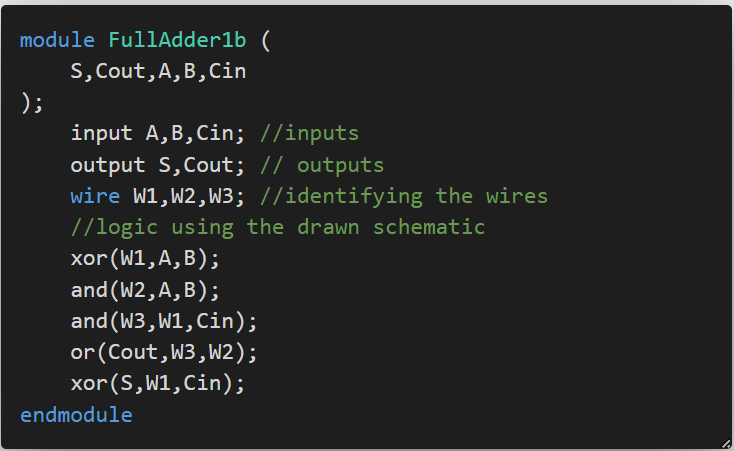 module FullAdder1b (
    S,Cout,A,B,Cin
);
    input A,B,Cin; //inputs
    output S,Cout; // outputs
    wire W1,W2,W3; //identifying the wires
    //logic using the drawn schematic
    xor(W1,A,B);
    and(W2,A,B);
    and(W3,W1,Cin);
    or(Cout,W3,W2);
    xor(S,W1,Cin);
endmodule